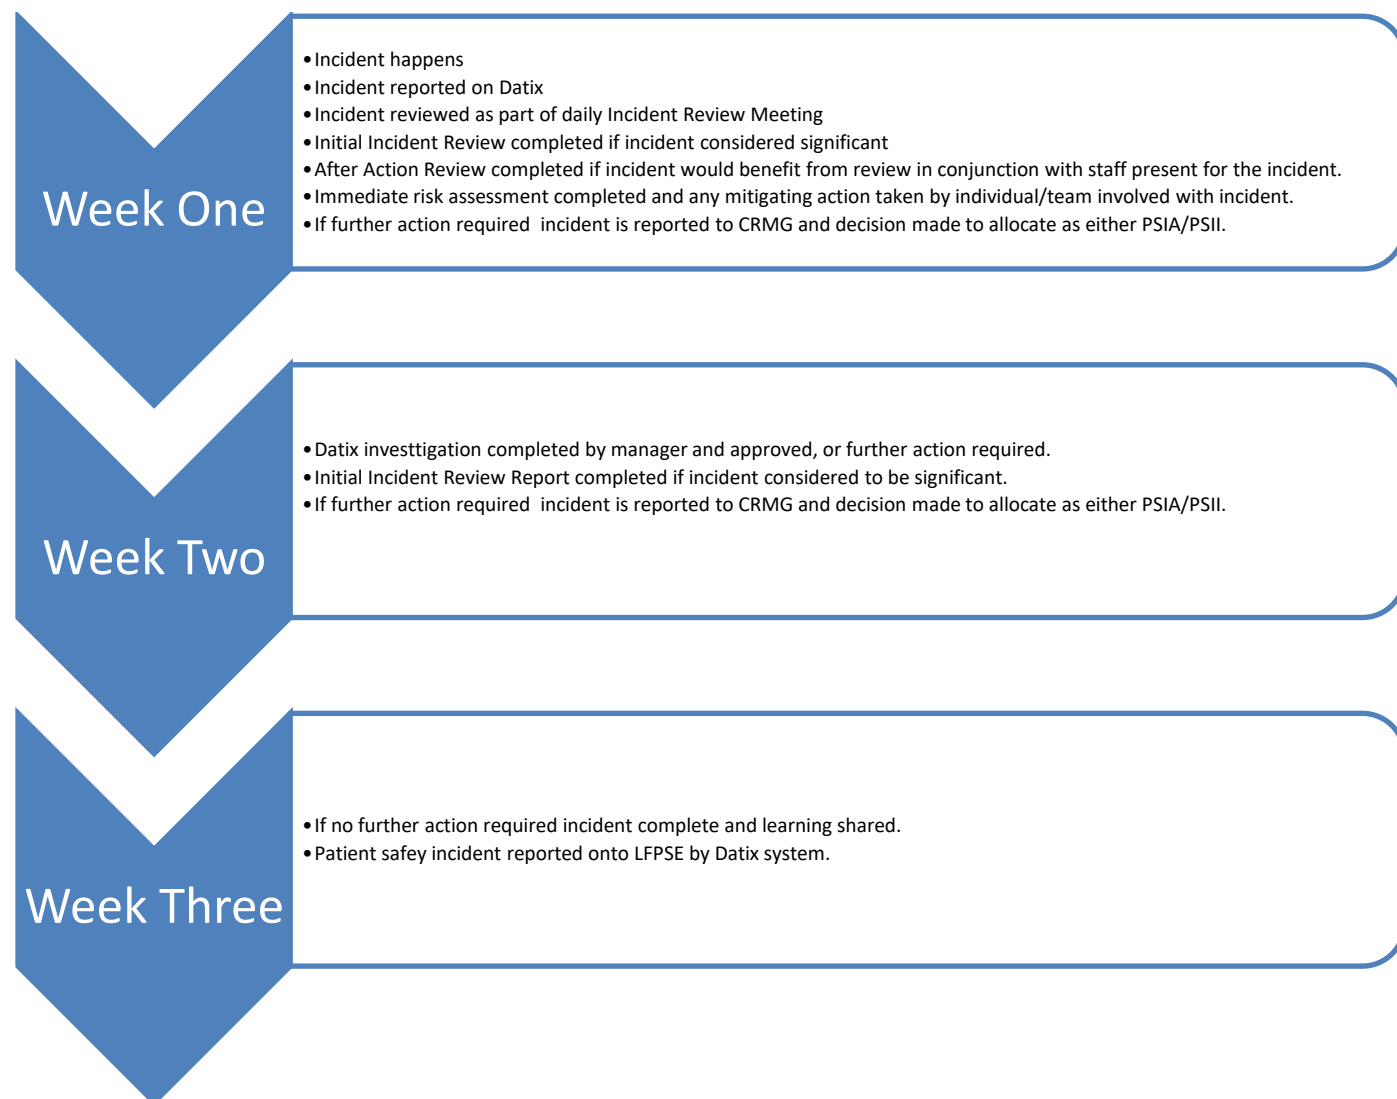 Week One
•Incident happens
•Incident reported on Datix
•Incident reviewed as part of daily Incident Review Meeting
•Initial Incident Review completed if incident considered significant
•After Action Review completed if incident would benefit from review in conjunction with staff present for the incident.
•Immediate risk assessment completed and any mitigating action taken by individual/team involved with incident.
•If further action required  incident is reported to CRMG and decision made to allocate as either PSIA/PSII.
Week Two
•Datix investtigation completed by manager and approved, or further action required.
•Initial Incident Review Report completed if incident considered to be significant.
•If further action required  incident is reported to CRMG and decision made to allocate as either PSIA/PSII.
Week Three
•If no further action required incident complete and learning shared.
•Patient safey incident reported onto LFPSE by Datix system.